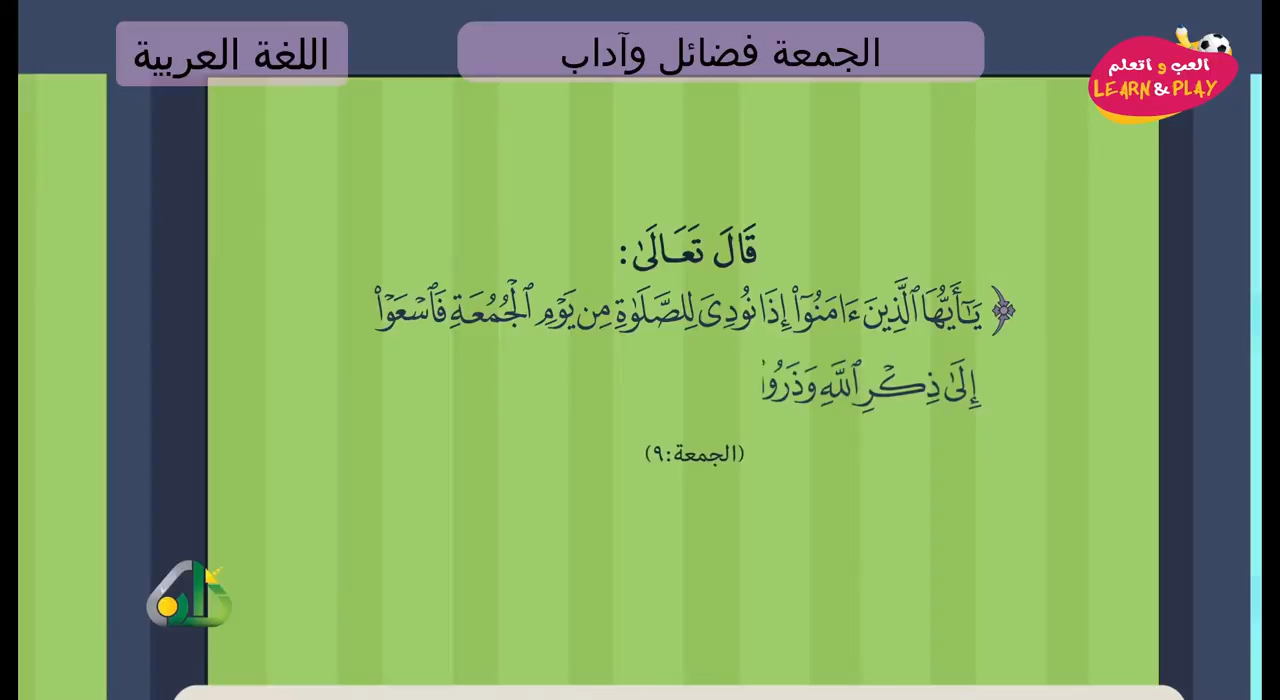 اللغة العربية
الجمعة فضائل وآداب
العب و اتعلم
LEARN & PLAY
قَالَ تَعَالَىٰ:
يَـٰٓأَيُّهَا ٱلَّذِينَ ءَامَنُوٓا۟ إِذَا نُودِىَ لِلصَّلَوٰةِ مِن يَوْمِ ٱلْجُمُعَةِ فَٱسْعَوْا۟
إِلَىٰ ذِكْرِ ٱللَّهِ وَذَرُوا۟
(الجمعة:٩)